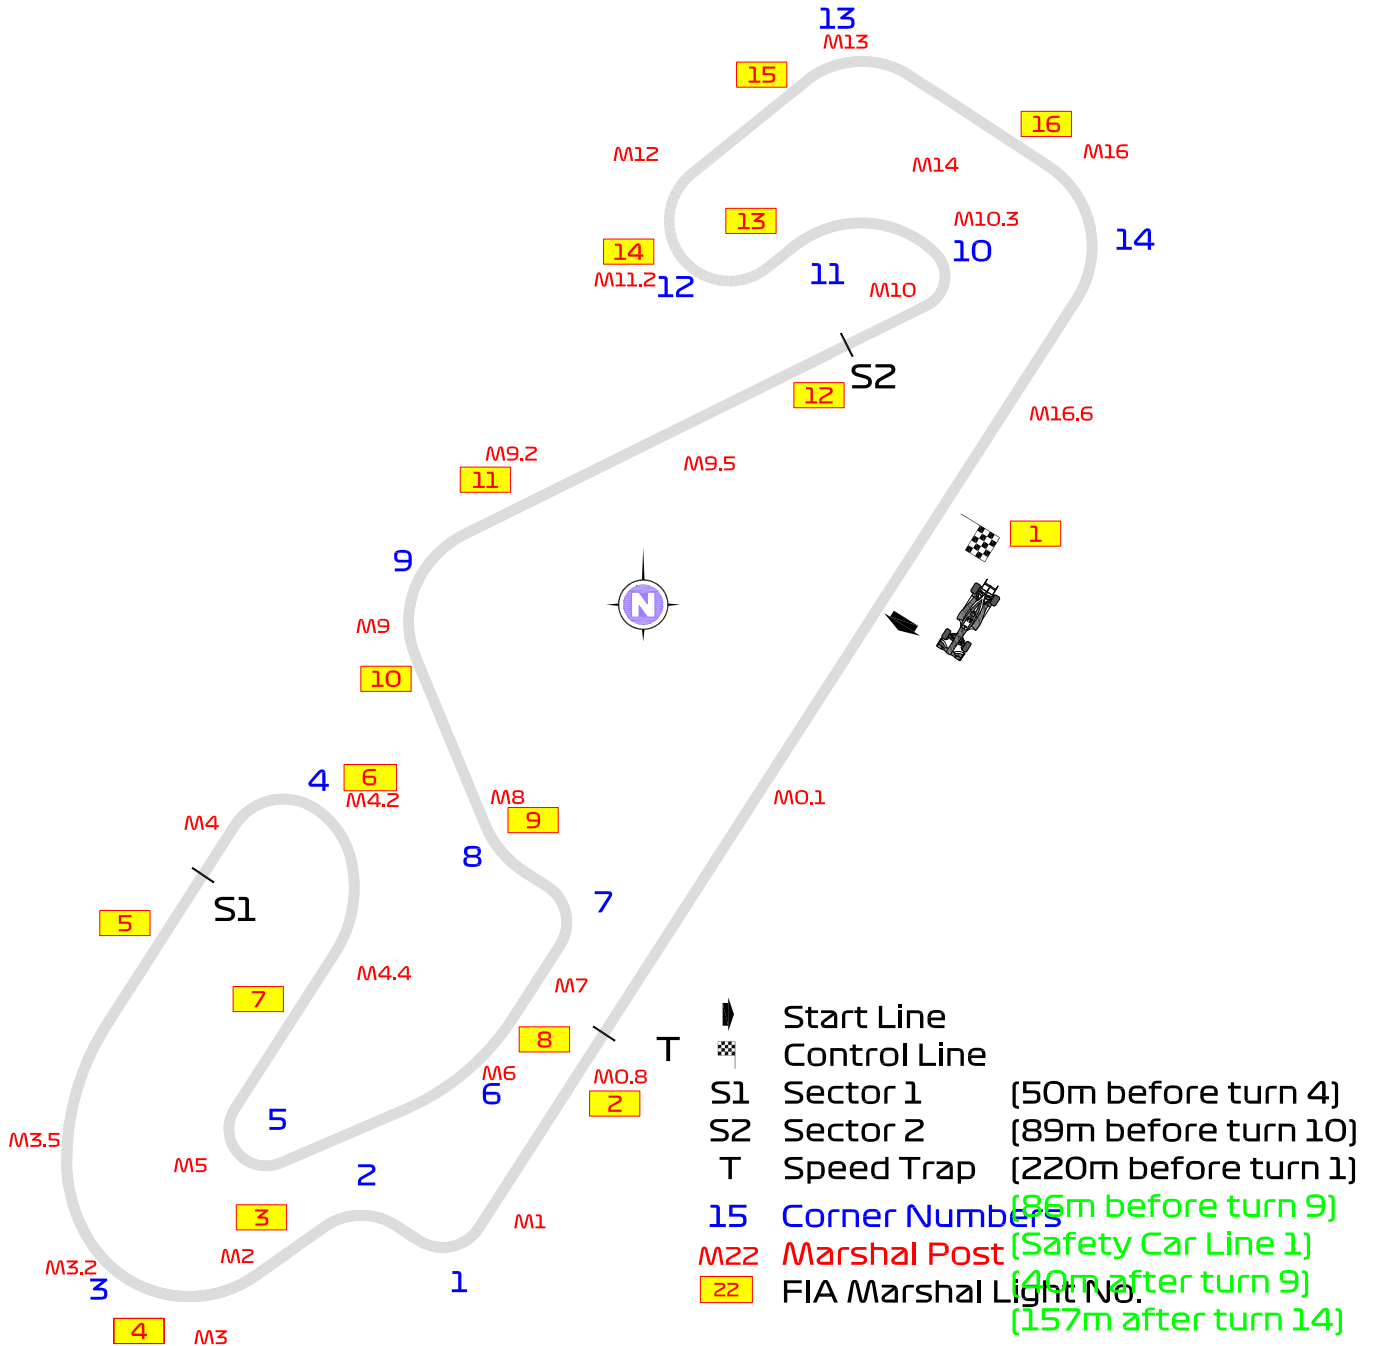 13
M13
15
16
M12
M16
M14
13
M10.3
14
14
10
M11.2
12
11
M10
S2
12
M16.6
M9.2
M9.5
11
1
9
N
M9
10
4
6
M4.2
M8
M0.1
M4
9
8
7
5
S1
M4.4
7
M7
8
T
M6
M0.8
6
2
5
M3.5
M5
2
3
M1
M2
M3.2
3
1
4
M3
Start Line
Control Line
S1 Sector 1 (50m before turn 4)
S2 Sector 2 (89m before turn 10)
T Speed Trap (220m before turn 1)
(86m before turn 9)
15 Corner Numbers
(Safety Car Line 1)
M22 Marshal Post
(40m after turn 9)
22 FIA Marshal Light No.
(157m after turn 14)